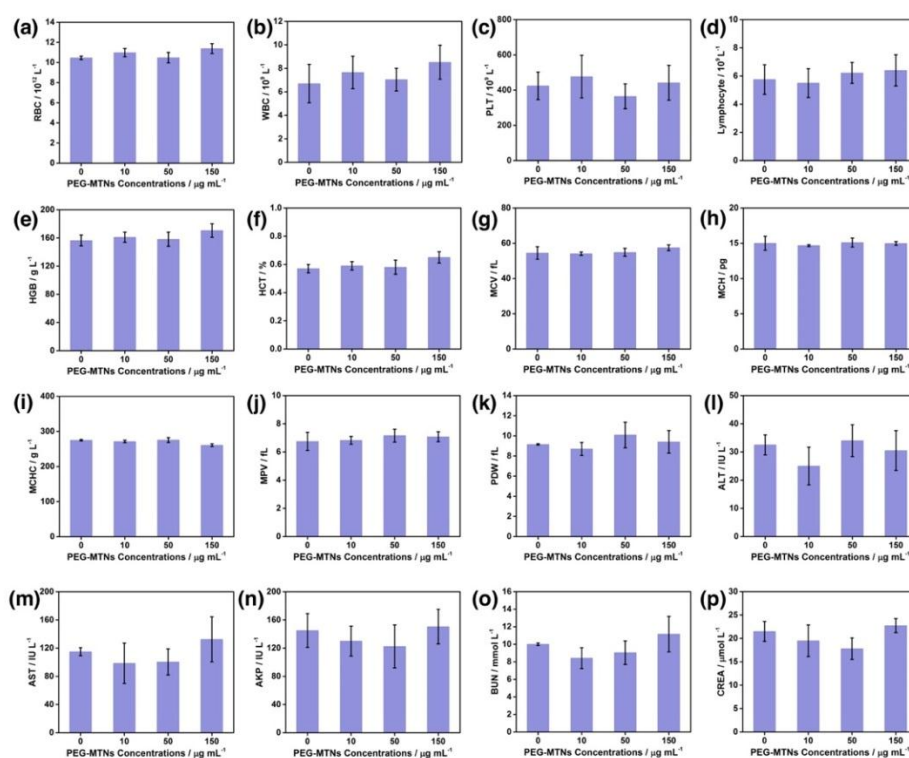 (a)
14
12
10
8
6
4
2
0
RBC / 10¹² L⁻¹
0 10 50 150
PEG-MTNs Concentrations / μg mL⁻¹
(b)
12
10
8
6
4
2
0
WBC / 10⁹ L⁻¹
0 10 50 150
PEG-MTNs Concentrations / μg mL⁻¹
(c)
800
600
400
200
0
PLT / 10⁹ L⁻¹
0 10 50 150
PEG-MTNs Concentrations / μg mL⁻¹
(d)
10
8
6
4
2
0
Lymphocyte / 10⁹ L⁻¹
0 10 50 150
PEG-MTNs Concentrations / μg mL⁻¹
(e)
200
160
120
80
40
0
HGB / g L⁻¹
0 10 50 150
PEG-MTNs Concentrations / μg mL⁻¹
(f)
1.0
0.8
0.6
0.4
0.2
0.0
HCT / %
0 10 50 150
PEG-MTNs Concentrations / μg mL⁻¹
(g)
80
60
40
20
0
MCV / fL
0 10 50 150
PEG-MTNs Concentrations / μg mL⁻¹
(h)
20
15
10
5
0
MCH / pg
0 10 50 150
PEG-MTNs Concentrations / μg mL⁻¹
(i)
400
300
200
100
0
MCHC / g L⁻¹
0 10 50 150
PEG-MTNs Concentrations / μg mL⁻¹
(j)
10
8
6
4
2
0
MPV / fL
0 10 50 150
PEG-MTNs Concentrations / μg mL⁻¹
(k)
14
12
10
8
6
4
2
0
PDW / fL
0 10 50 150
PEG-MTNs Concentrations / μg mL⁻¹
(l)
50
40
30
20
10
0
ALT / IU L⁻¹
0 10 50 150
PEG-MTNs Concentrations / μg mL⁻¹
(m)
200
160
120
80
40
0
AST / IU L⁻¹
0 10 50 150
PEG-MTNs Concentrations / μg mL⁻¹
(n)
200
160
120
80
40
0
AKP / IU L⁻¹
0 10 50 150
PEG-MTNs Concentrations / μg mL⁻¹
(o)
16
14
12
10
8
6
4
2
0
BUN / mmol L⁻¹
0 10 50 150
PEG-MTNs Concentrations / μg mL⁻¹
(p)
30
25
20
15
10
5
0
CREA / μmol L⁻¹
0 10 50 150
PEG-MTNs Concentrations / μg mL⁻¹